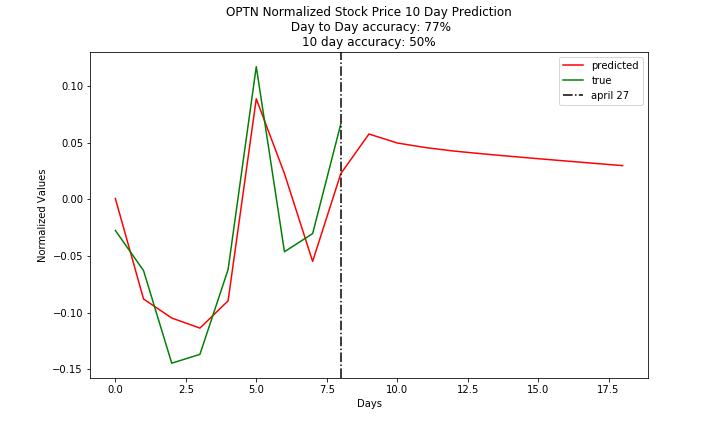 OPTN Normalized Stock Price 10 Day Prediction
Day to Day accuracy: 77%
10 day accuracy: 50%
predicted
true
april 27
0.10
0.05
0.00
−0.05
−0.10
−0.15
Normalized Values
0.0 2.5 5.0 7.5 10.0 12.5 15.0 17.5
Days